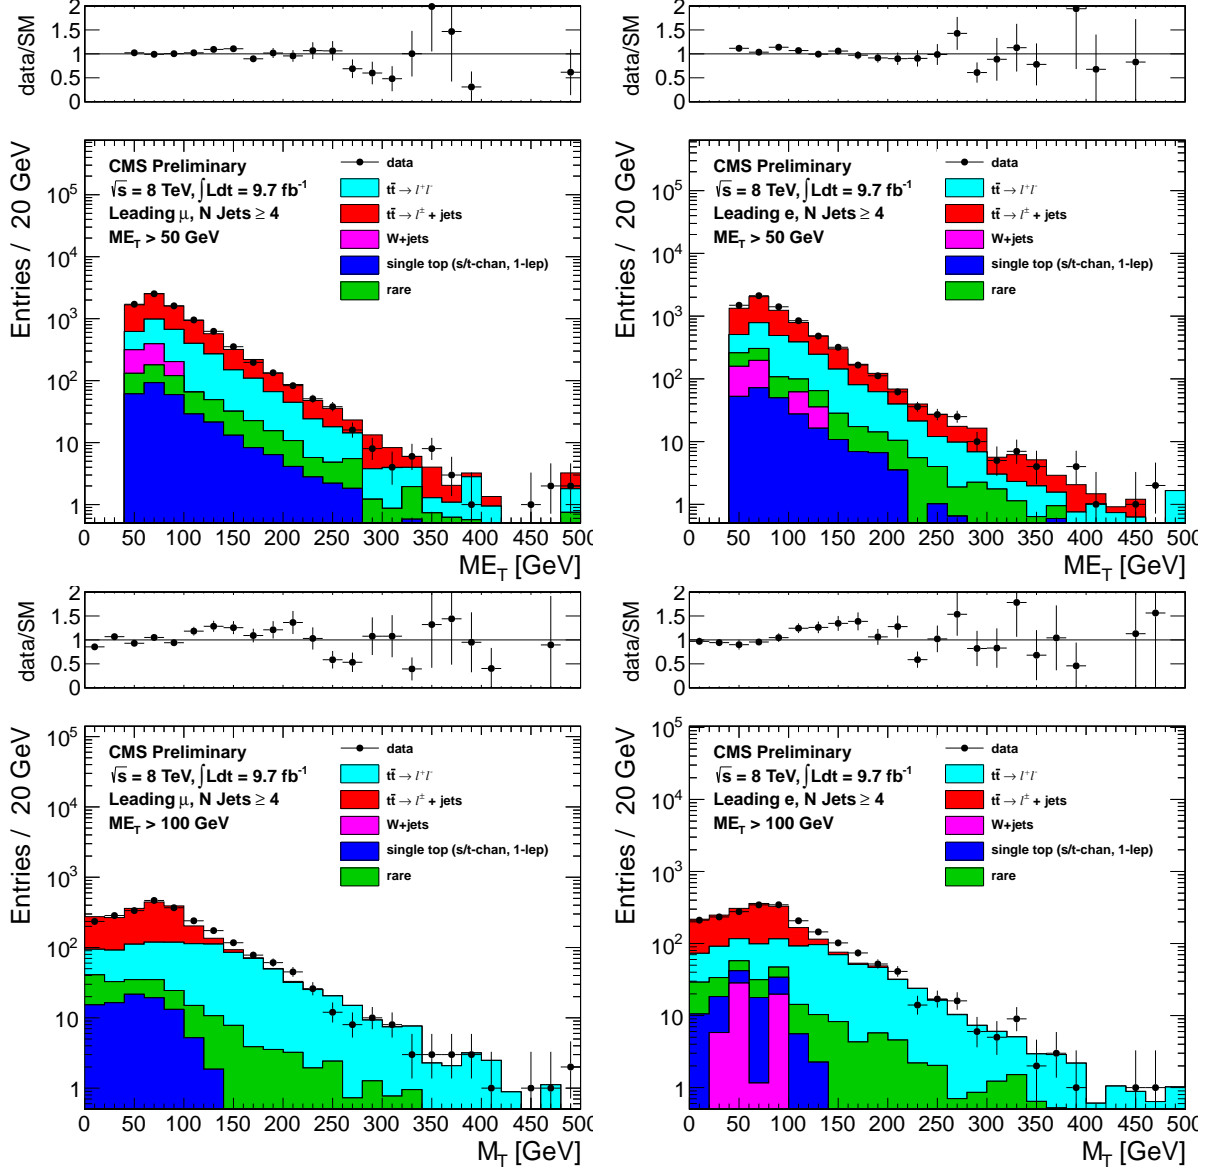 data/SM
2
1.5
1
0.5
0
CMS Preliminary
√s = 8 TeV, ∫Ldt = 9.7 fb⁻¹
Leading μ, N Jets ≥ 4
ME_T > 50 GeV
data
tt̄ → l⁺l⁻
tt̄ → l± + jets
W+jets
single top (s/t-chan, 1-lep)
rare
Entries / 20 GeV
10⁵
10⁴
10³
10²
10
1
0 50 100 150 200 250 300 350 400 450 500
ME_T [GeV]
data/SM
2
1.5
1
0.5
0
CMS Preliminary
√s = 8 TeV, ∫Ldt = 9.7 fb⁻¹
Leading e, N Jets ≥ 4
ME_T > 50 GeV
data
tt̄ → l⁺l⁻
tt̄ → l± + jets
W+jets
single top (s/t-chan, 1-lep)
rare
Entries / 20 GeV
10⁵
10⁴
10³
10²
10
1
0 50 100 150 200 250 300 350 400 450 500
ME_T [GeV]
data/SM
2
1.5
1
0.5
0
CMS Preliminary
√s = 8 TeV, ∫Ldt = 9.7 fb⁻¹
Leading μ, N Jets ≥ 4
ME_T > 100 GeV
data
tt̄ → l⁺l⁻
tt̄ → l± + jets
W+jets
single top (s/t-chan, 1-lep)
rare
Entries / 20 GeV
10⁵
10⁴
10³
10²
10
1
0 50 100 150 200 250 300 350 400 450 500
M_T [GeV]
data/SM
2
1.5
1
0.5
0
CMS Preliminary
√s = 8 TeV, ∫Ldt = 9.7 fb⁻¹
Leading e, N Jets ≥ 4
ME_T > 100 GeV
data
tt̄ → l⁺l⁻
tt̄ → l± + jets
W+jets
single top (s/t-chan, 1-lep)
rare
Entries / 20 GeV
10⁵
10⁴
10³
10²
10
1
0 50 100 150 200 250 300 350 400 450 500
M_T [GeV]